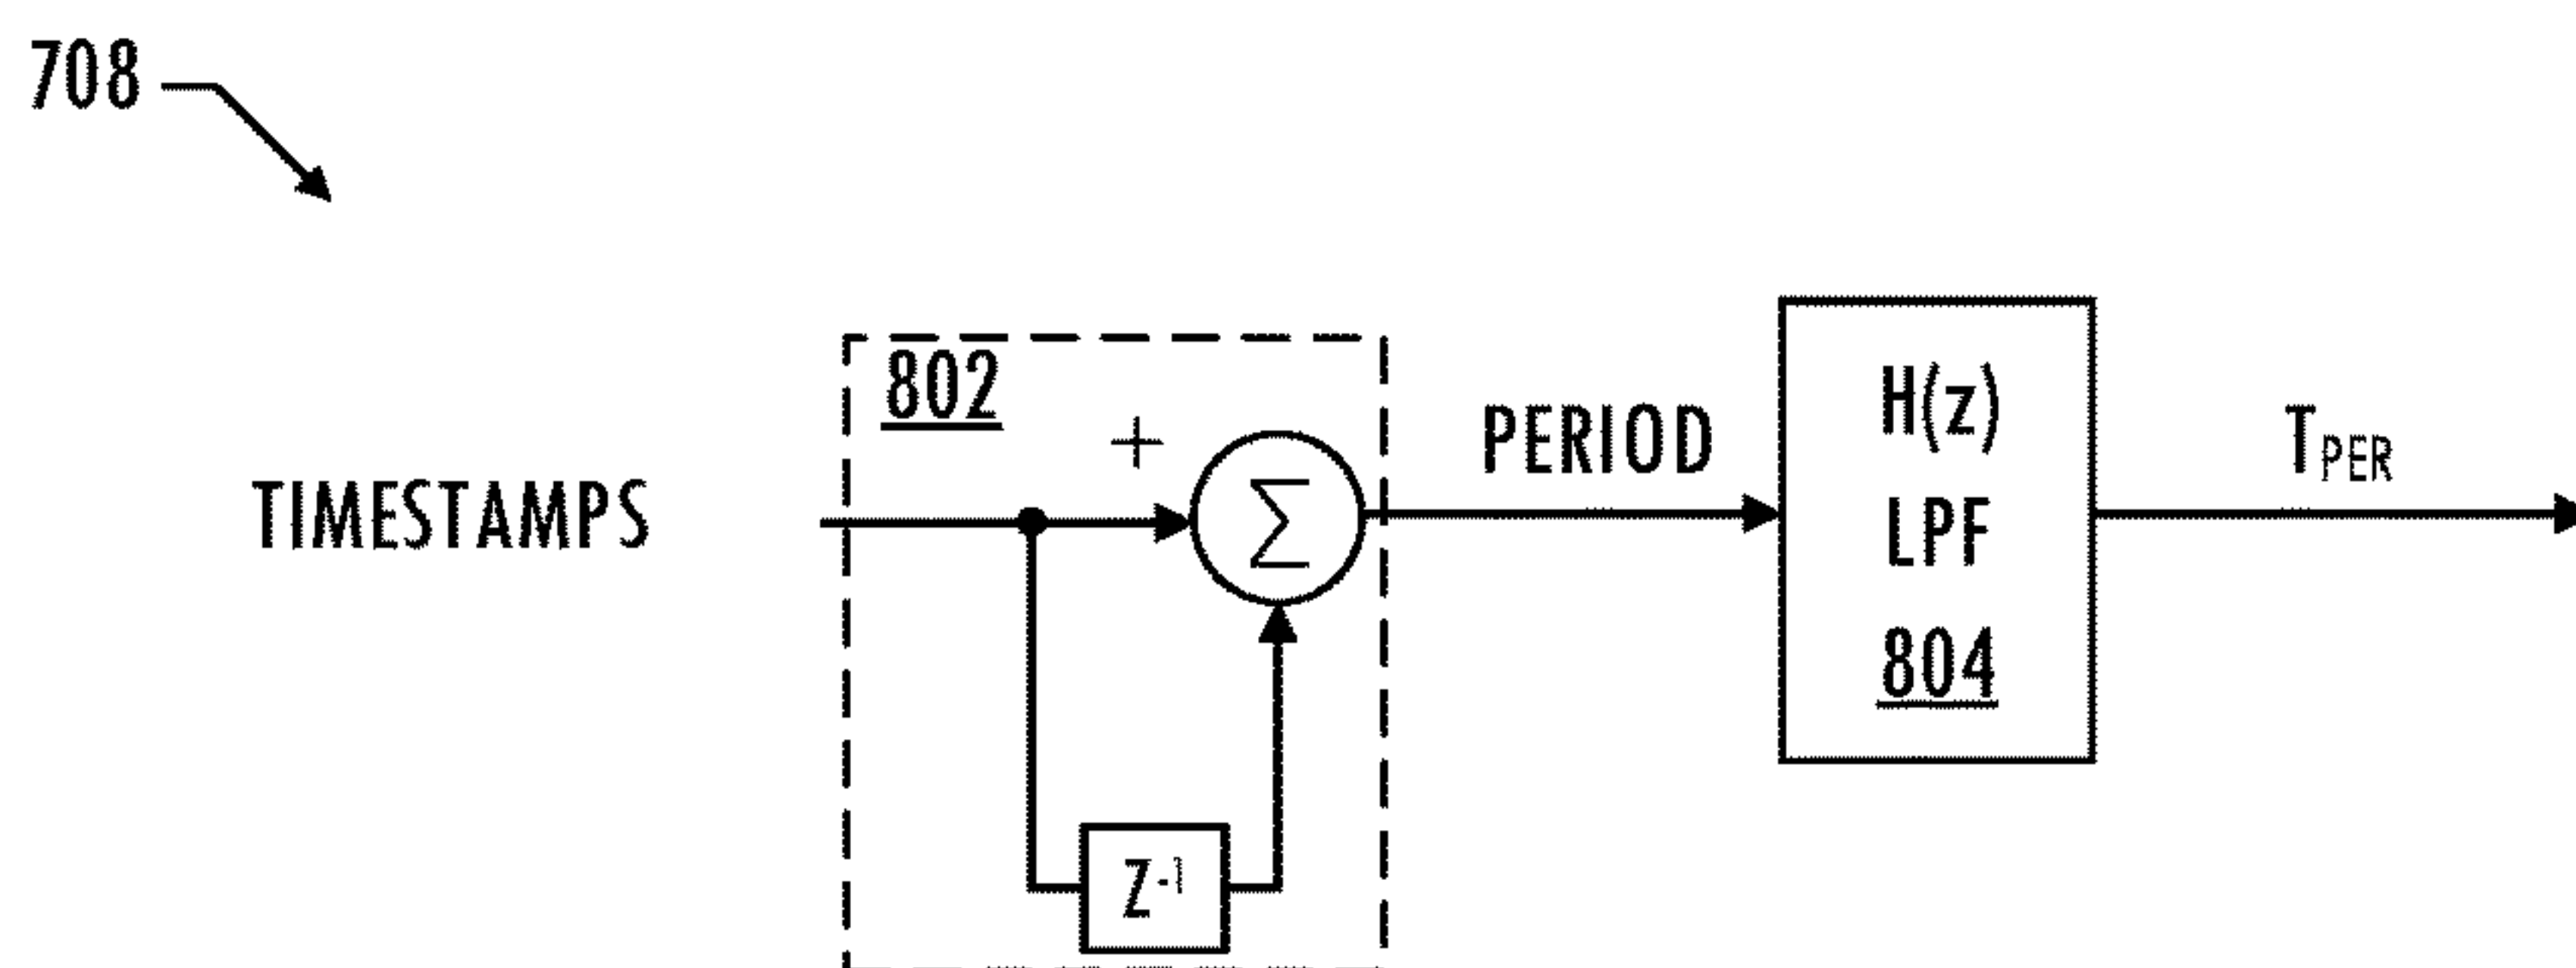 708
802
+
TIMESTAMPS
Σ
PERIOD
H(z)
LPF
804
TPER
Z-1